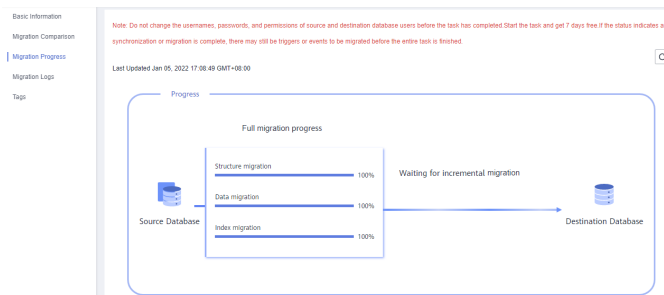 Basic Information
Migration Comparison
Migration Progress
Migration Logs
Tags
Note: Do not change the usernames, passwords, and permissions of source and destination database users before the task has completed.Start the task and get 7 days free.If the status indicates a
synchronization or migration is complete, there may still be triggers or events to be migrated before the entire task is finished.
Last Updated Jan 05, 2022 17:08:49 GMT+08:00
Progress
Full migration progress
Structure migration
100%
Data migration
100%
Index migration
100%
Source Database
Waiting for incremental migration
Destination Database